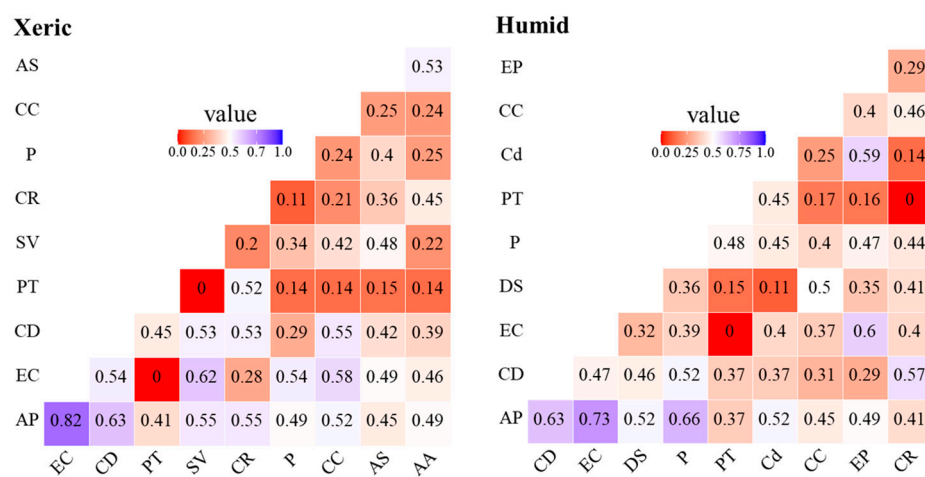 Xeric
AS 0.53
CC 0.25 0.24
value
0.0 0.25 0.5 0.7 1.0
P 0.24 0.4 0.25
CR 0.11 0.21 0.36 0.45
SV 0.2 0.34 0.42 0.48 0.22
PT 0 0.52 0.14 0.14 0.15 0.14
CD 0.45 0.53 0.53 0.29 0.55 0.42 0.39
EC 0.54 0 0.62 0.28 0.54 0.58 0.49 0.46
AP 0.82 0.63 0.41 0.55 0.55 0.49 0.52 0.45 0.49
EC CD PT SV CR P CC AS AA
Humid
EP 0.29
CC 0.4 0.46
value
0.0 0.25 0.5 0.7 1.0
Cd 0.25 0.59 0.14
PT 0.45 0.17 0.16 0
P 0.48 0.45 0.4 0.47 0.44
DS 0.36 0.15 0.11 0.5 0.35 0.41
EC 0.32 0.39 0 0.4 0.37 0.6 0.4
CD 0.47 0.46 0.52 0.37 0.37 0.31 0.29 0.57
AP 0.63 0.73 0.52 0.66 0.37 0.52 0.45 0.49 0.41
CD EC DS P PT Cd CC EP CR